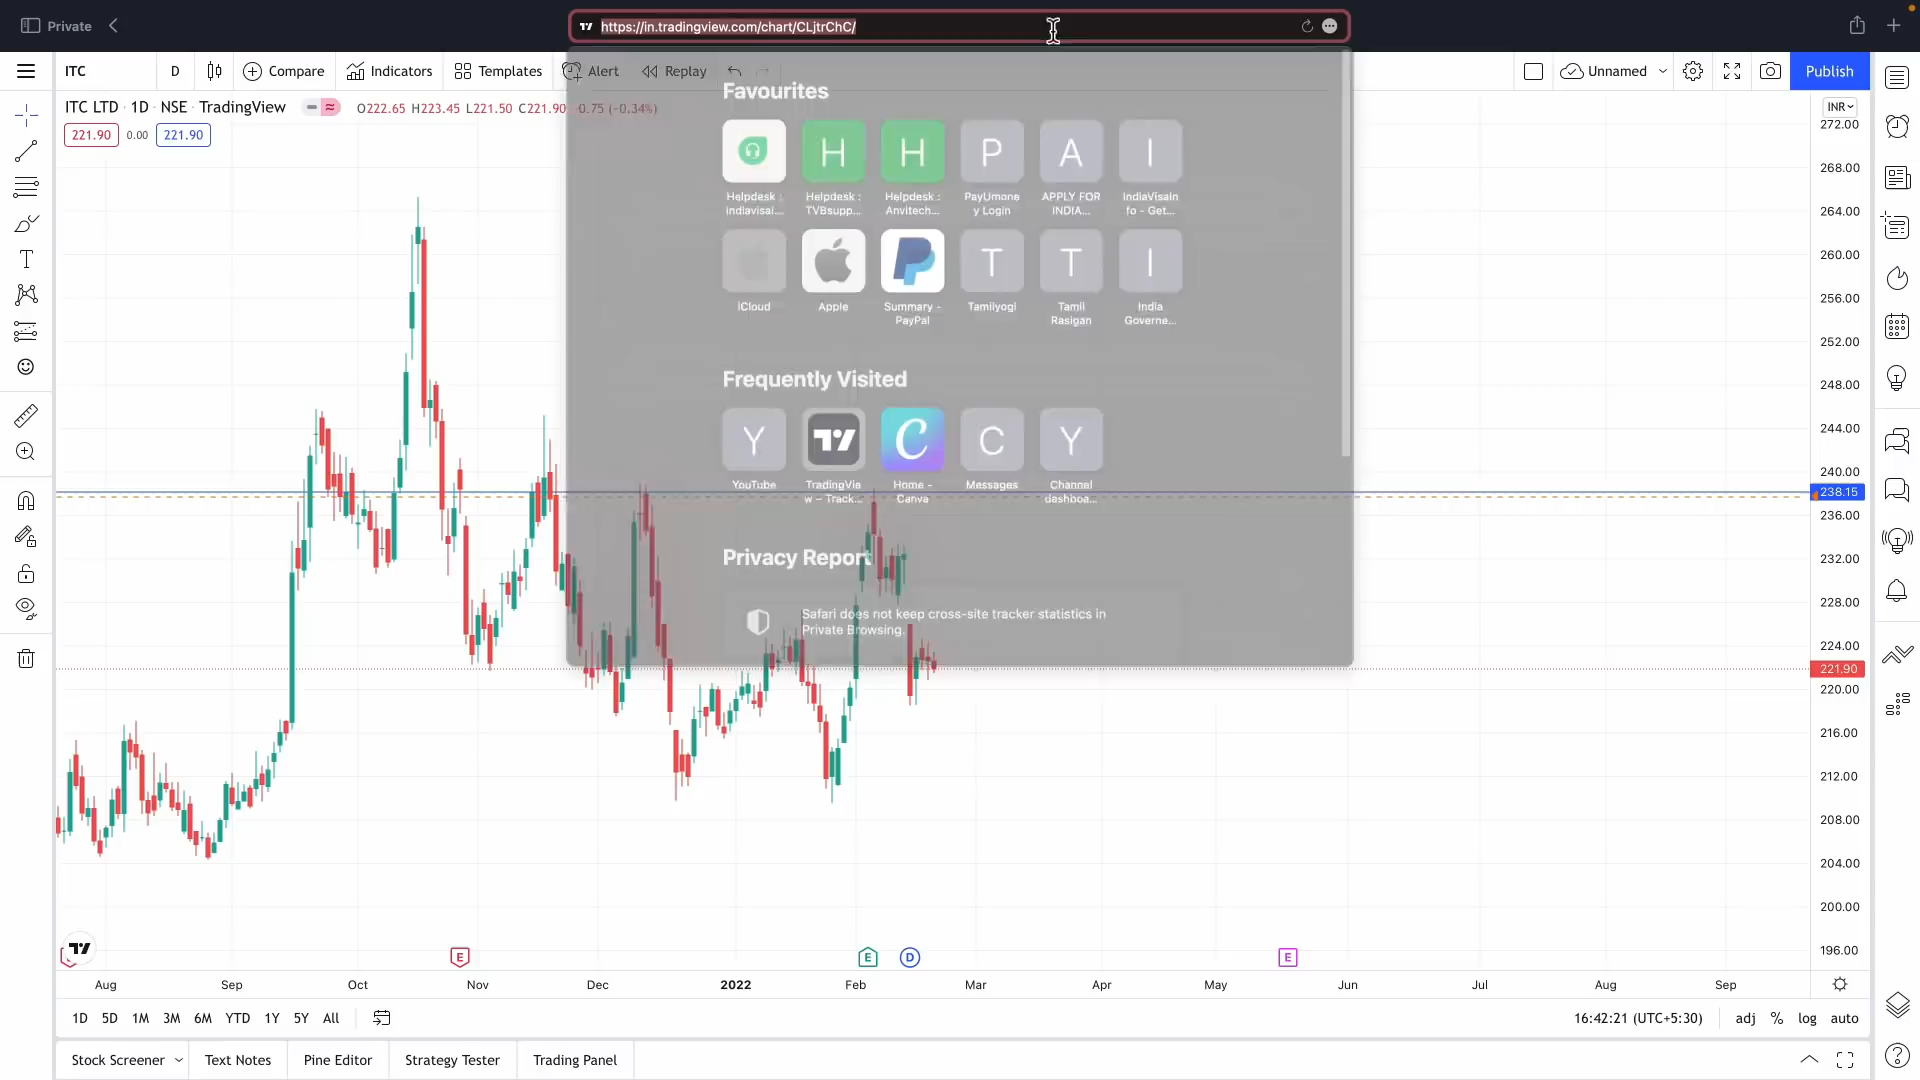 Private
https://in.tradingview.com/chart/CLjtrChC/
ITC
D
Compare
Indicators
Templates
Alert
Replay
Unnamed
Publish
ITC LTD · 1D · NSE · TradingView
O222.65 H223.45 L221.50 C221.90 -0.75 (-0.34%)
221.90
0.00
221.90
Favourites
H
H
P
A
I
Helpdesk :
indiavisai...
Helpdesk :
TVBsupp...
Helpdesk :
Anvitech...
PayUmone
y Login
APPLY FOR
INDIA...
IndiaVisaIn
fo - Get...
T
T
I
iCloud
Apple
Summary -
PayPal
Tamilyogi
Tamil
Rasigan
India
Governe...
Frequently Visited
Y
C
C
Y
YouTube
TradingVie
w – Track...
Home -
Canva
Messages
Channel
dashboa...
Privacy Report
Safari does not keep cross-site tracker statistics in
Private Browsing.
INR
272.00
268.00
264.00
260.00
256.00
252.00
248.00
244.00
240.00
238.15
236.00
232.00
228.00
224.00
221.90
220.00
216.00
212.00
208.00
204.00
200.00
196.00
E
E
D
E
Aug
Sep
Oct
Nov
Dec
2022
Feb
Mar
Apr
May
Jun
Jul
Aug
Sep
1D
5D
1M
3M
6M
YTD
1Y
5Y
All
16:42:21 (UTC+5:30)
adj
%
log
auto
Stock Screener
Text Notes
Pine Editor
Strategy Tester
Trading Panel